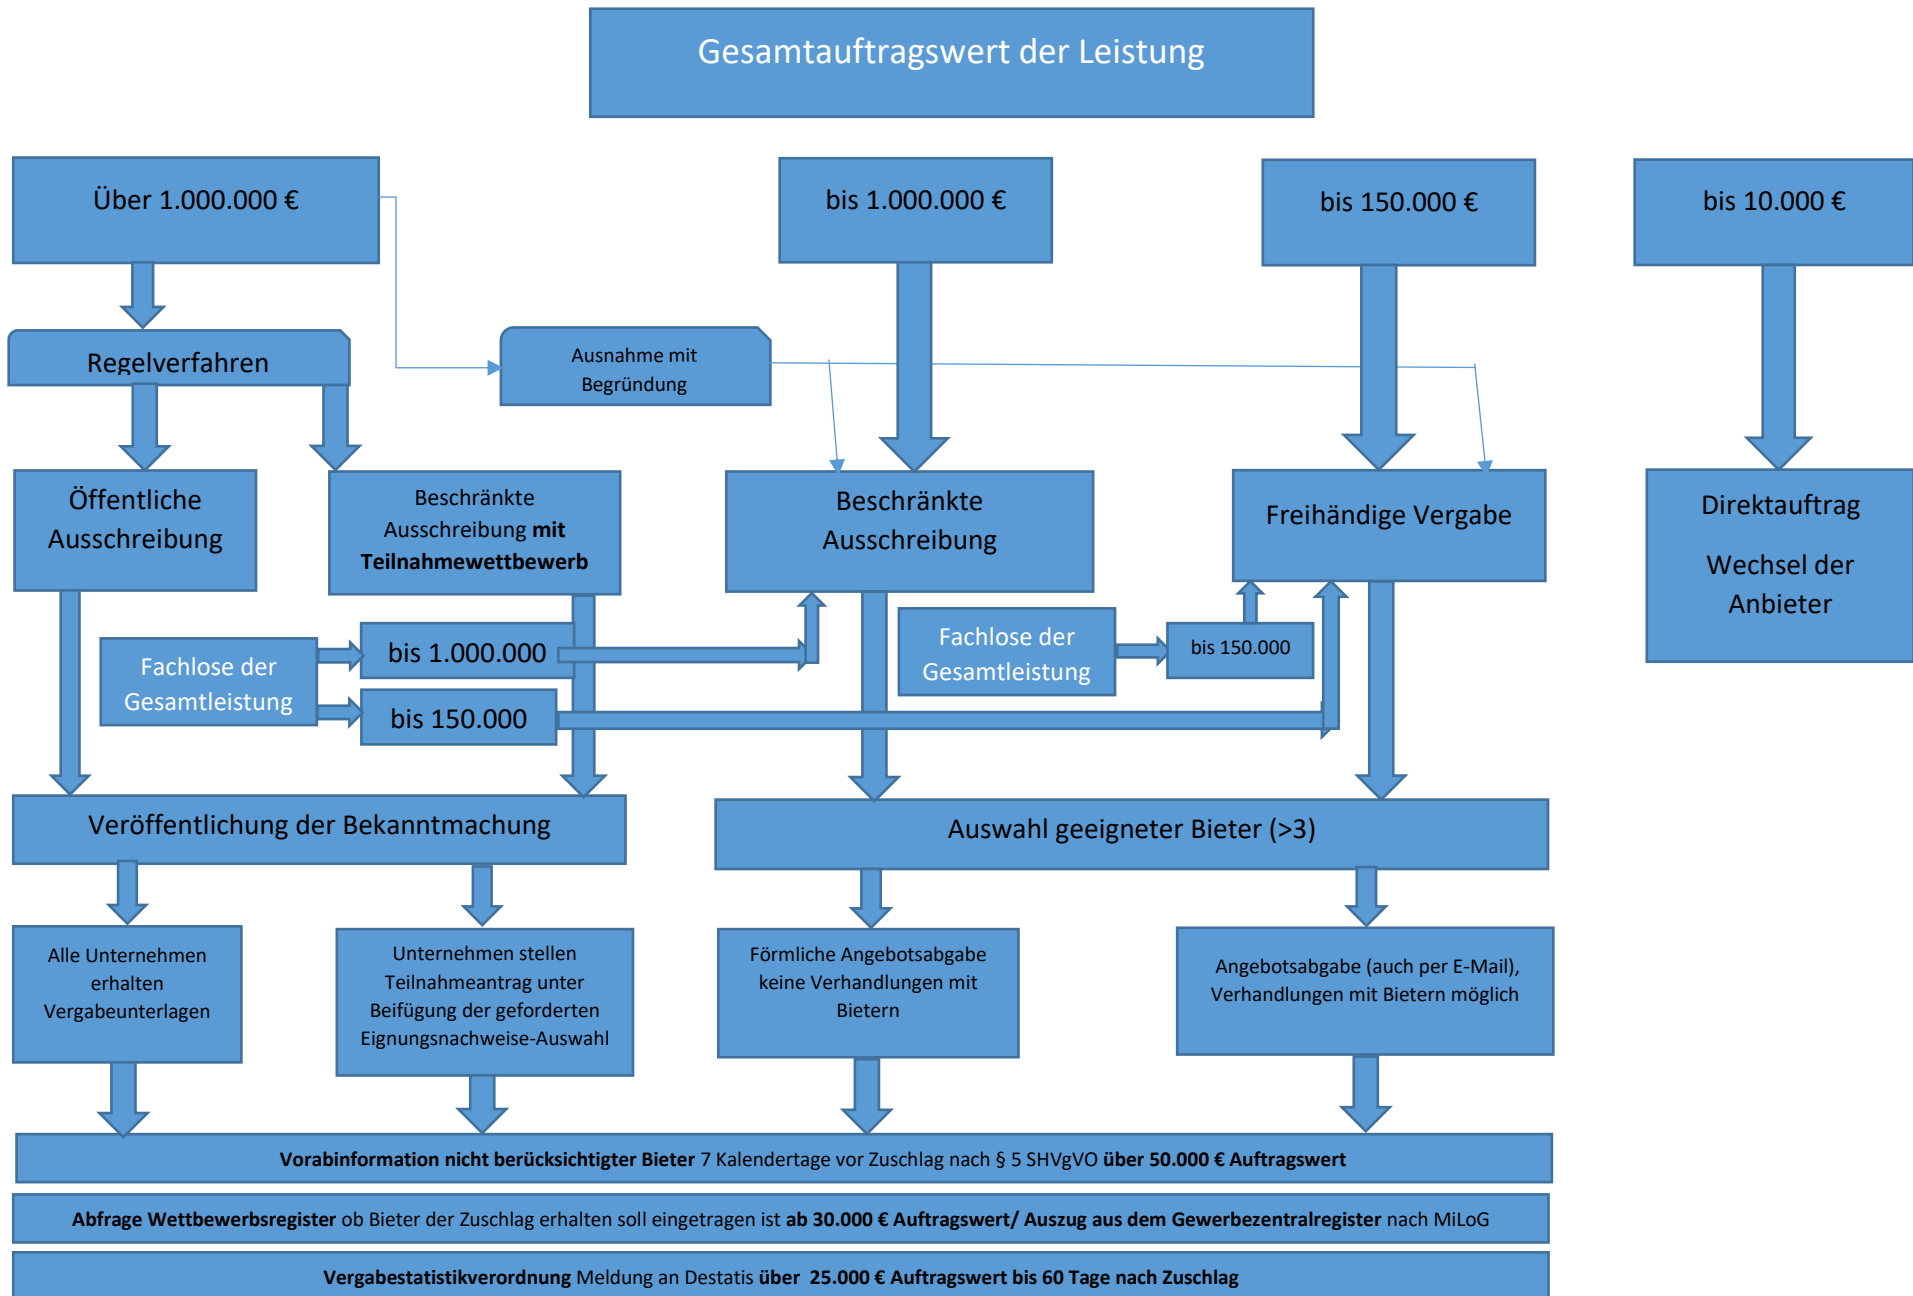 Gesamtauftragswert der Leistung
Über 1.000.000 €
bis 1.000.000 €
bis 150.000 €
bis 10.000 €
Regelverfahren
Ausnahme mit
Begründung
Öffentliche
Ausschreibung
Beschränkte
Ausschreibung mit
Teilnahmewettbewerb
Beschränkte
Ausschreibung
Freihändige Vergabe
Direktauftrag
Wechsel der
Anbieter
Fachlose der
Gesamtleistung
bis 1.000.000
bis 150.000
Fachlose der
Gesamtleistung
bis 150.000
Veröffentlichung der Bekanntmachung
Auswahl geeigneter Bieter (>3)
Alle Unternehmen
erhalten
Vergabeunterlagen
Unternehmen stellen
Teilnahmeantrag unter
Beifügung der geforderten
Eignungsnachweise-Auswahl
Förmliche Angebotsabgabe
keine Verhandlungen mit
Bietern
Angebotsabgabe (auch per E-Mail),
Verhandlungen mit Bietern möglich
Vorabinformation nicht berücksichtigter Bieter 7 Kalendertage vor Zuschlag nach § 5 SHVgVO über 50.000 € Auftragswert
Abfrage Wettbewerbsregister ob Bieter der Zuschlag erhalten soll eingetragen ist ab 30.000 € Auftragswert/ Auszug aus dem Gewerbezentralregister nach MiLoG
Vergabestatistikverordnung Meldung an Destatis über 25.000 € Auftragswert bis 60 Tage nach Zuschlag